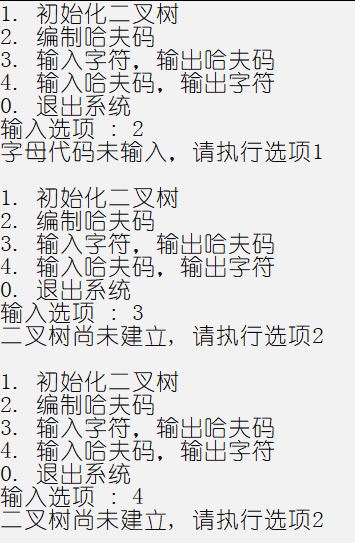 1. 初始化二叉树
2. 编制哈夫码
3. 输入字符，输出哈夫码
4. 输入哈夫码，输出字符
0. 退出系统
输入选项 : 2
字母代码未输入，请执行选项1
1. 初始化二叉树
2. 编制哈夫码
3. 输入字符，输出哈夫码
4. 输入哈夫码，输出字符
0. 退出系统
输入选项 : 3
二叉树尚未建立, 请执行选项2
1. 初始化二叉树
2. 编制哈夫码
3. 输入字符，输出哈夫码
4. 输入哈夫码，输出字符
0. 退出系统
输入选项 : 4
二叉树尚未建立, 请执行选项2